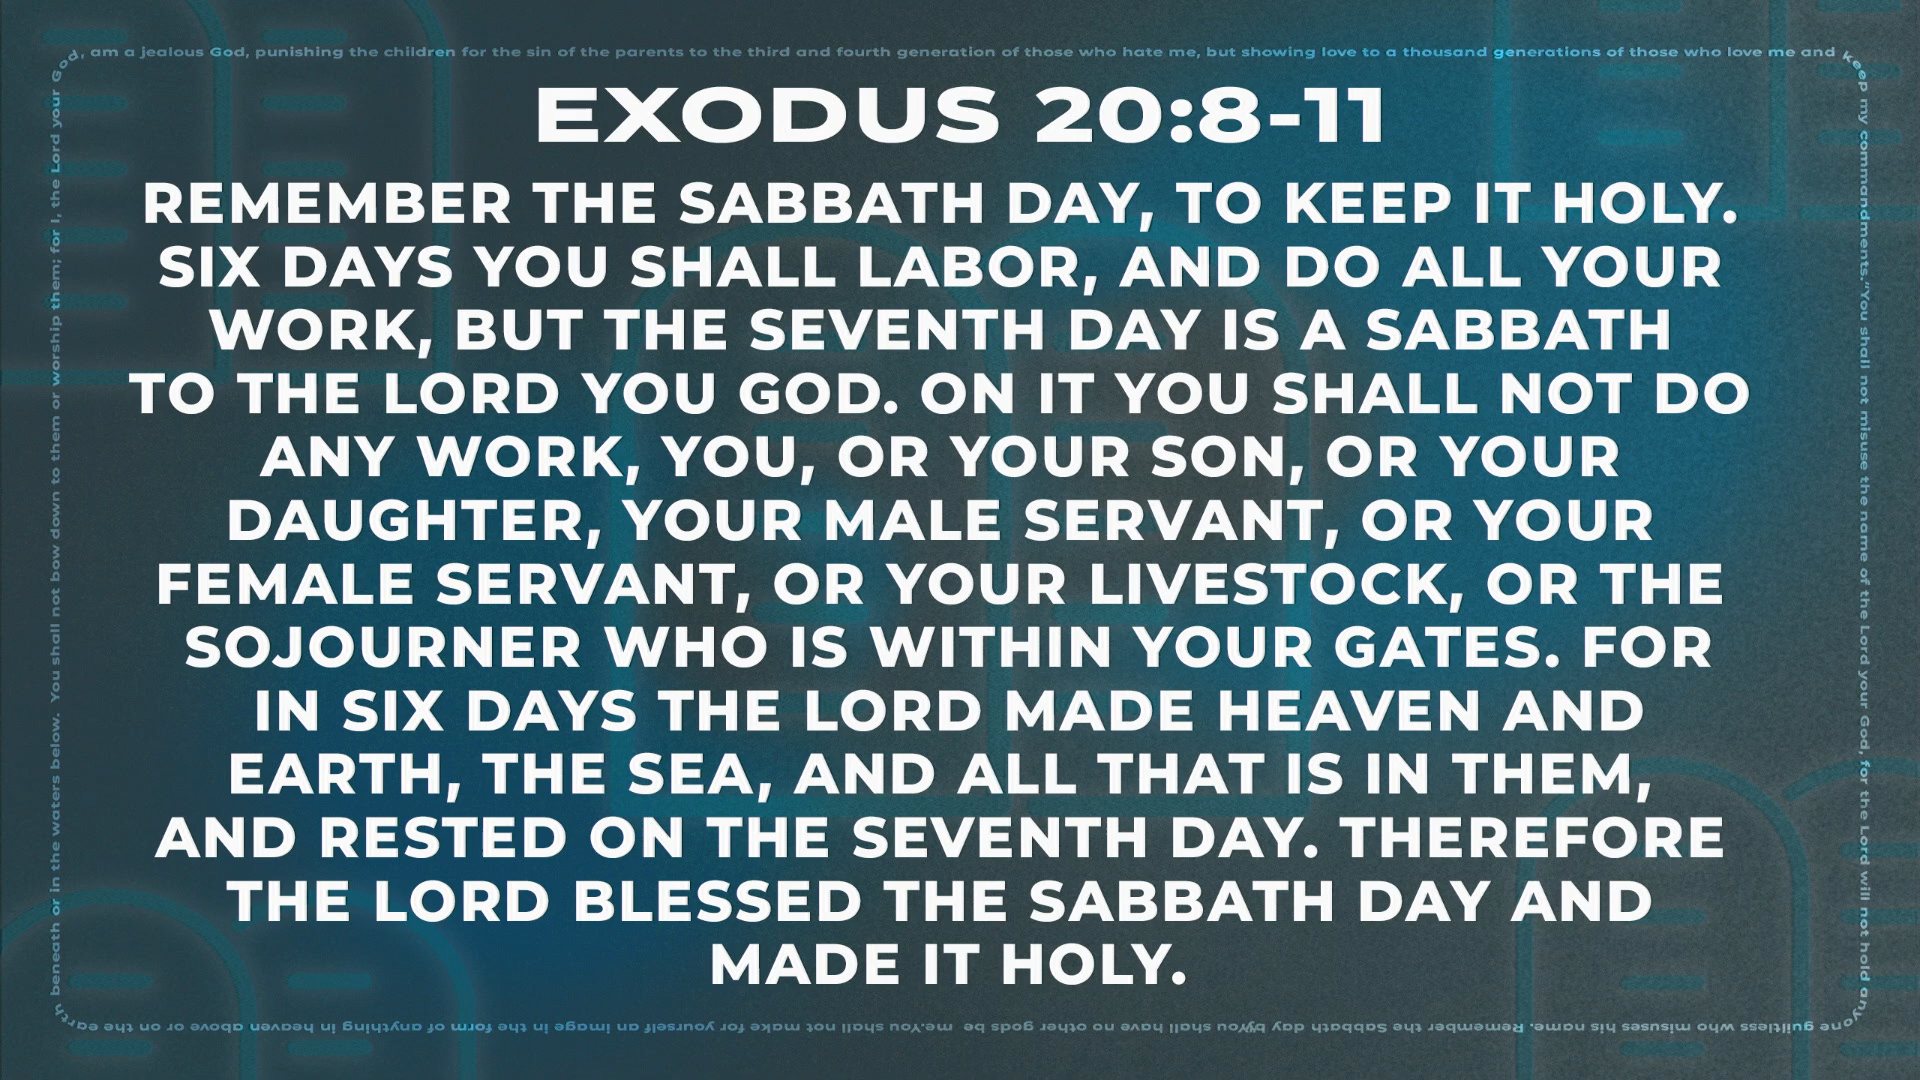 EXODUS 20:8-11
REMEMBER THE SABBATH DAY, TO KEEP IT HOLY.
SIX DAYS YOU SHALL LABOR, AND DO ALL YOUR
WORK, BUT THE SEVENTH DAY IS A SABBATH
TO THE LORD YOU GOD. ON IT YOU SHALL NOT DO
ANY WORK, YOU, OR YOUR SON, OR YOUR
DAUGHTER, YOUR MALE SERVANT, OR YOUR
FEMALE SERVANT, OR YOUR LIVESTOCK, OR THE
SOJOURNER WHO IS WITHIN YOUR GATES. FOR
IN SIX DAYS THE LORD MADE HEAVEN AND
EARTH, THE SEA, AND ALL THAT IS IN THEM,
AND RESTED ON THE SEVENTH DAY. THEREFORE
THE LORD BLESSED THE SABBATH DAY AND
MADE IT HOLY.
You shall have no other gods be me.You shall not make for yourself an image in the form of anything in heaven above or on the earth beneath or in the waters below. You shall not bow down to them or worship them; for I, the Lord your God, am a jealous God, punishing the children for the sin of the parents to the third and fourth generation of those who hate me, but showing love to a thousand generations of those who love me and keep my commandments."You shall not misuse the name of the Lord your God, for the Lord will not hold anyone guiltless who misuses his name. Remember the Sabbath day by